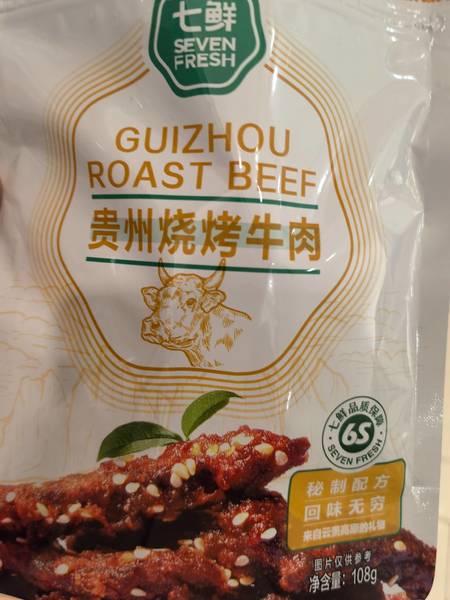 七鲜
SEVEN
FRESH
GUIZHOU
ROAST BEEF
贵州烧烤牛肉
七鲜品质保障
6S
SEVEN FRESH
秘制配方
回味无穷
来自云贵高原的礼物
图片仅供参考
净含量: 108g